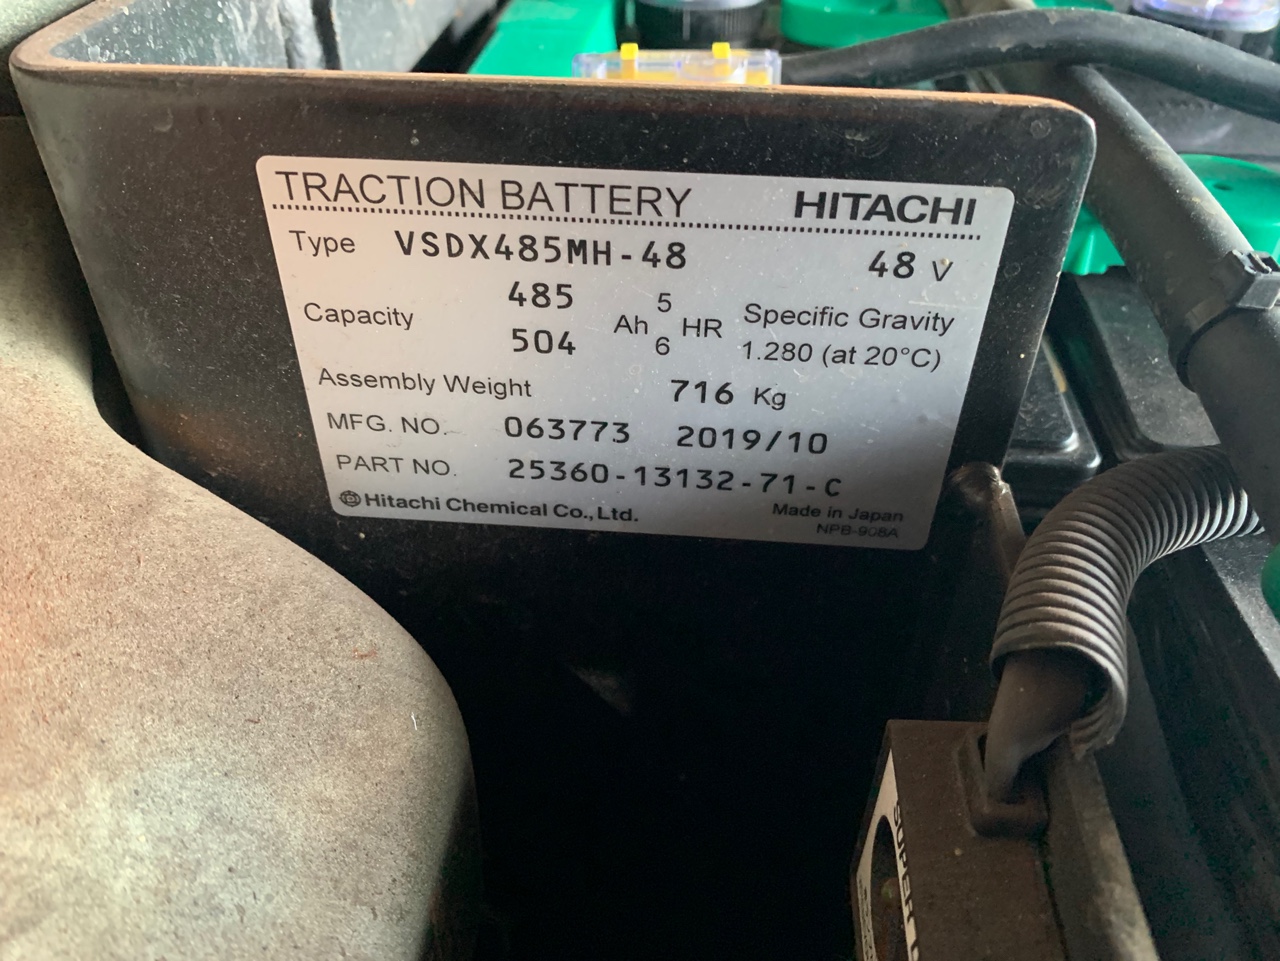 TRACTION BATTERY HITACHI
Type VSDX485MH-48 48 V
Capacity 485 504 Ah 5 6 HR Specific Gravity 1.280 (at 20°C)
Assembly Weight 716 Kg
MFG. NO. 063773 2019/10
PART NO. 25360-13132-71-C
Hitachi Chemical Co., Ltd. Made in Japan
NPB-908A